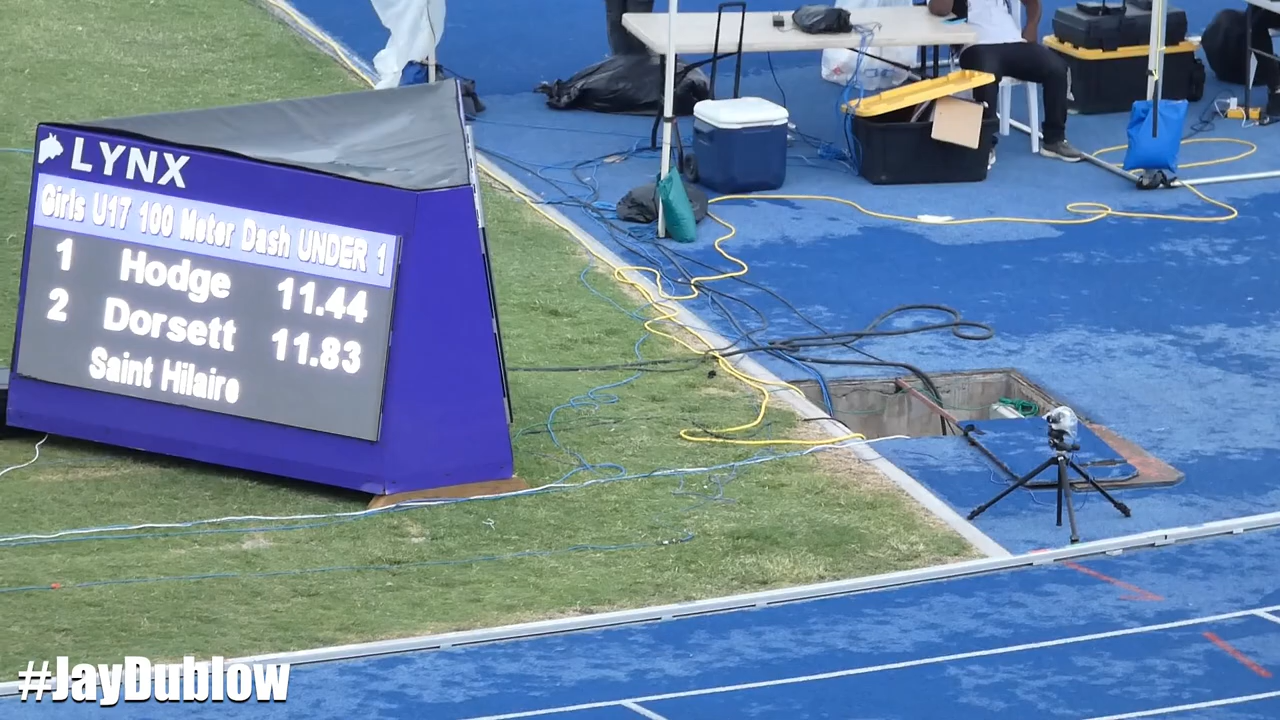 LYNX
Girls U17 100 Meter Dash UNDER 1
1 Hodge 11.44
2 Dorsett 11.83
Saint Hilaire
#JayDublow